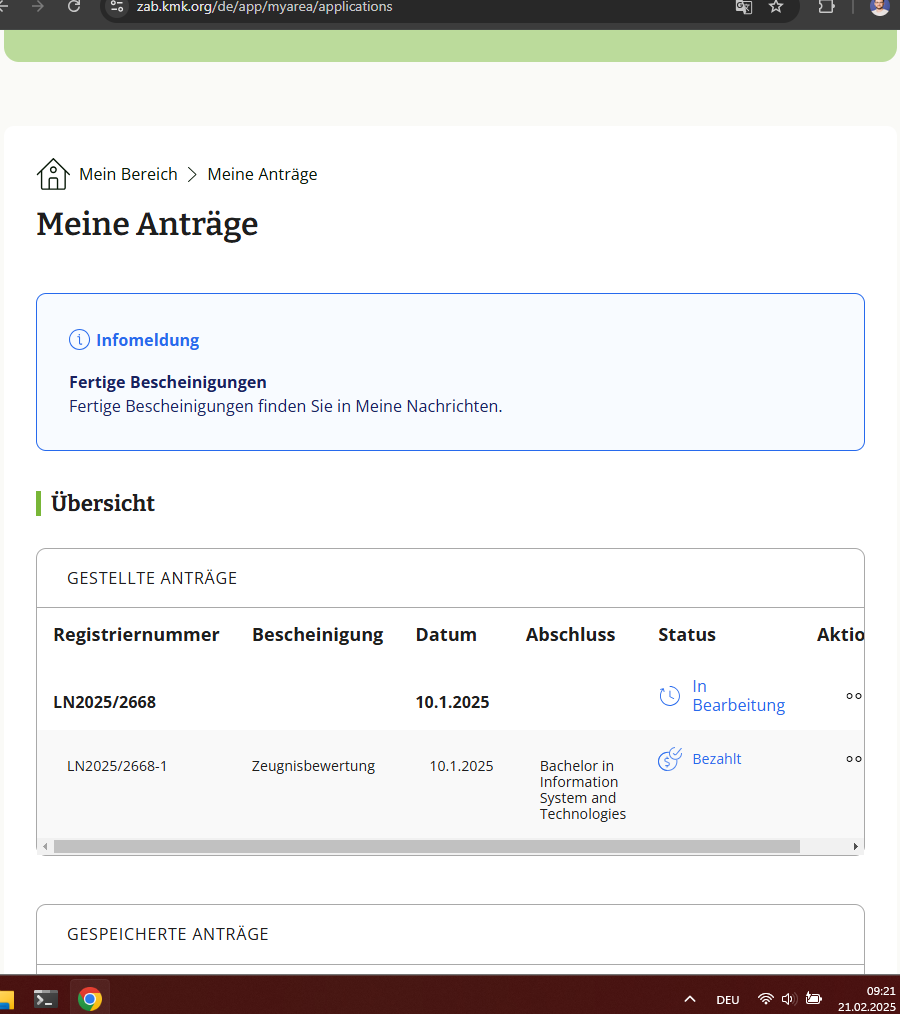 zab.kmk.org/de/app/myarea/applications
Mein Bereich > Meine Anträge
Meine Anträge
Infomeldung
Fertige Bescheinigungen
Fertige Bescheinigungen finden Sie in Meine Nachrichten.
Übersicht
GESTELLTE ANTRÄGE
Registriernummer Bescheinigung Datum Abschluss Status Aktio
LN2025/2668 10.1.2025 In
Bearbeitung
LN2025/2668-1 Zeugnisbewertung 10.1.2025 Bachelor in Bezahlt
Information
System and
Technologies
GESPEICHERTE ANTRÄGE
DEU
09:21
21.02.2025